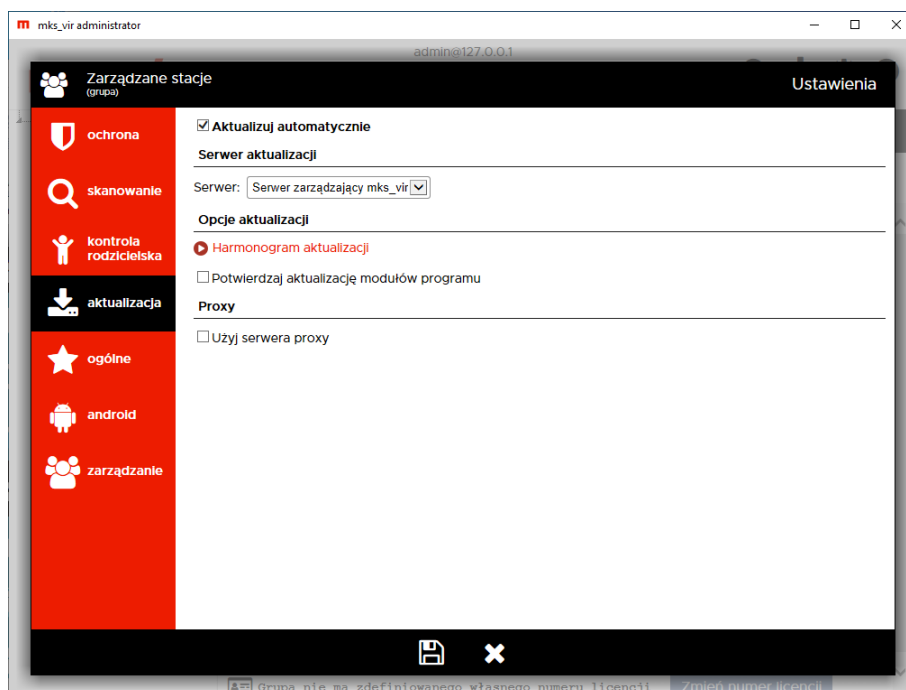 m mks_vir administrator
admin@127.0.0.1
Zarządzane stacje
(grupa)
Ustawienia
ochrona
skanowanie
kontrola
rodzicielska
aktualizacja
ogólne
android
zarządzanie
Aktualizuj automatycznie
Serwer aktualizacji
Serwer: Serwer zarządzający mks_vir
Opcje aktualizacji
Harmonogram aktualizacji
Potwierdzaj aktualizację modułów programu
Proxy
Użyj serwera proxy
Grupa nie ma zdefiniowanego własnego numeru licencji
Zmień numer licencji